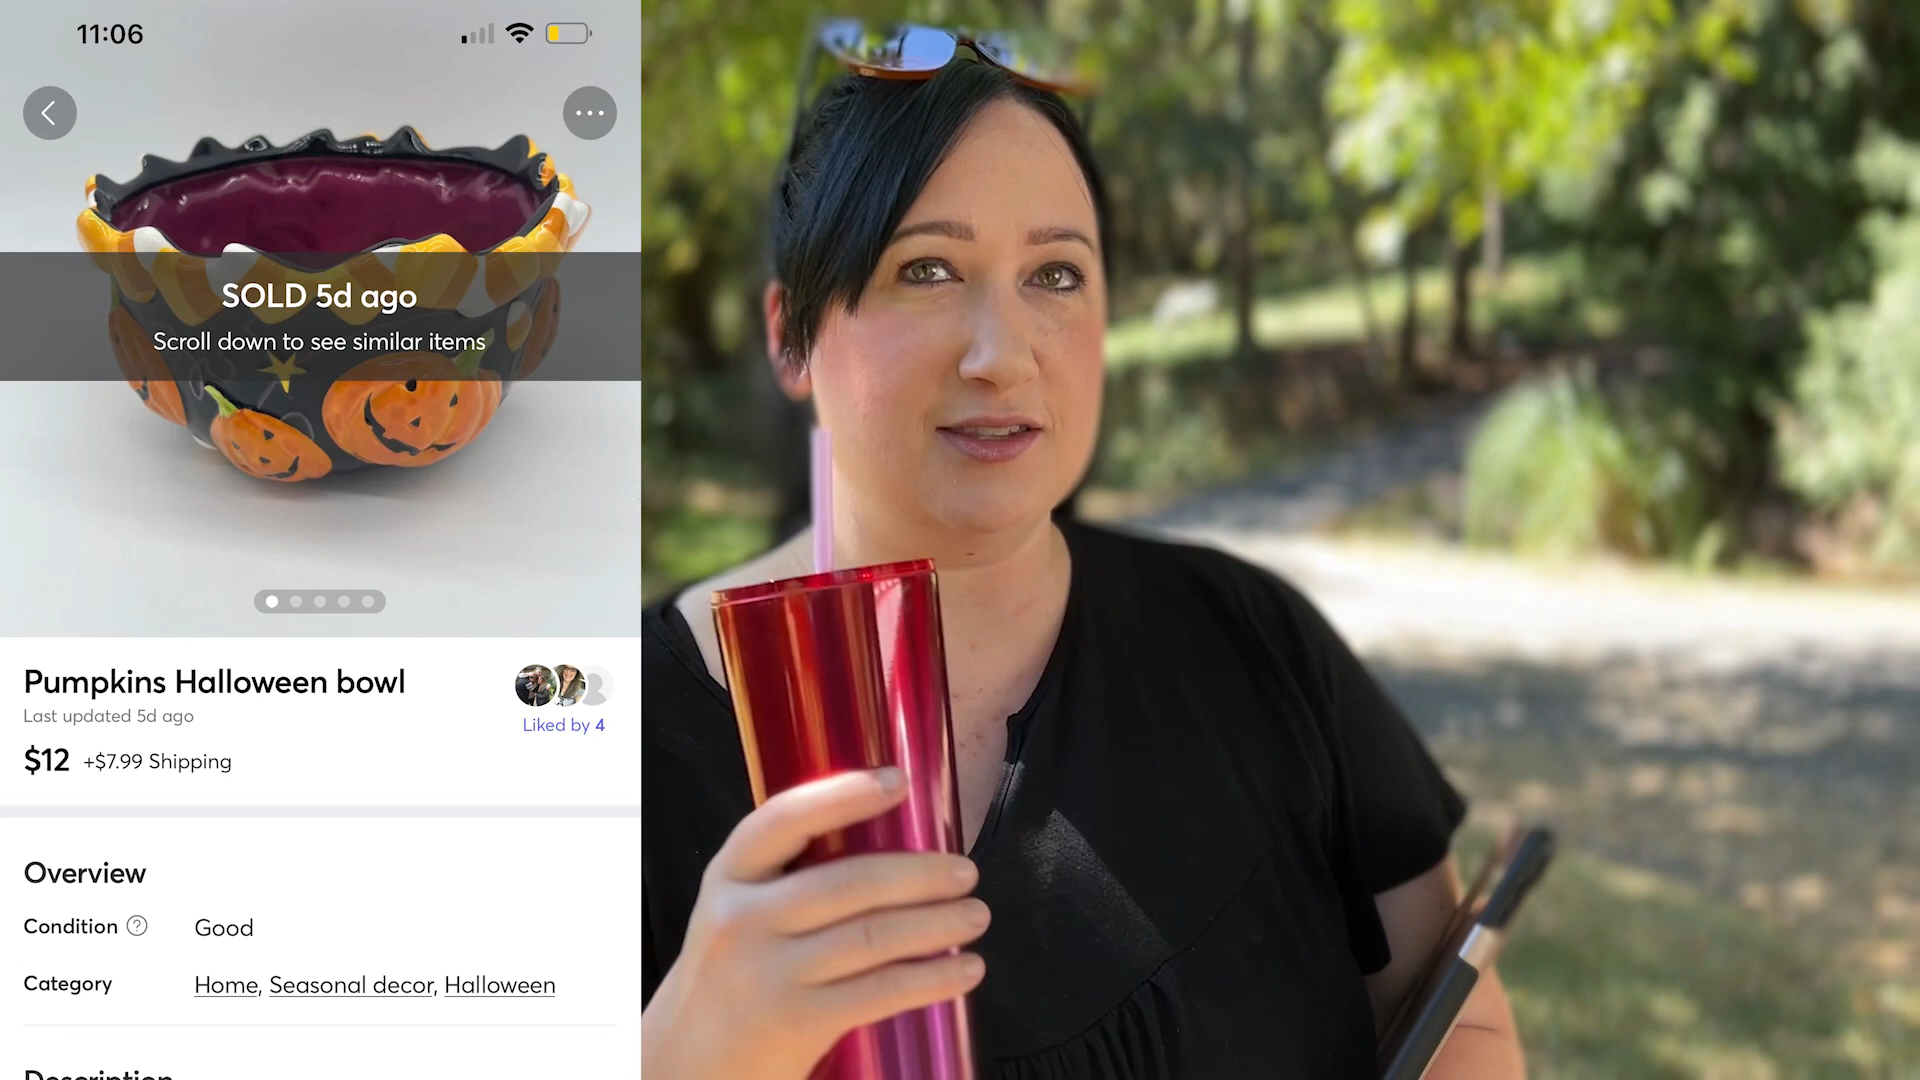 11:06
SOLD 5d ago
Scroll down to see similar items
Pumpkins Halloween bowl
Last updated 5d ago
Liked by 4
$12 +$7.99 Shipping
Overview
Condition ?
Good
Category
Home, Seasonal decor, Halloween
Description